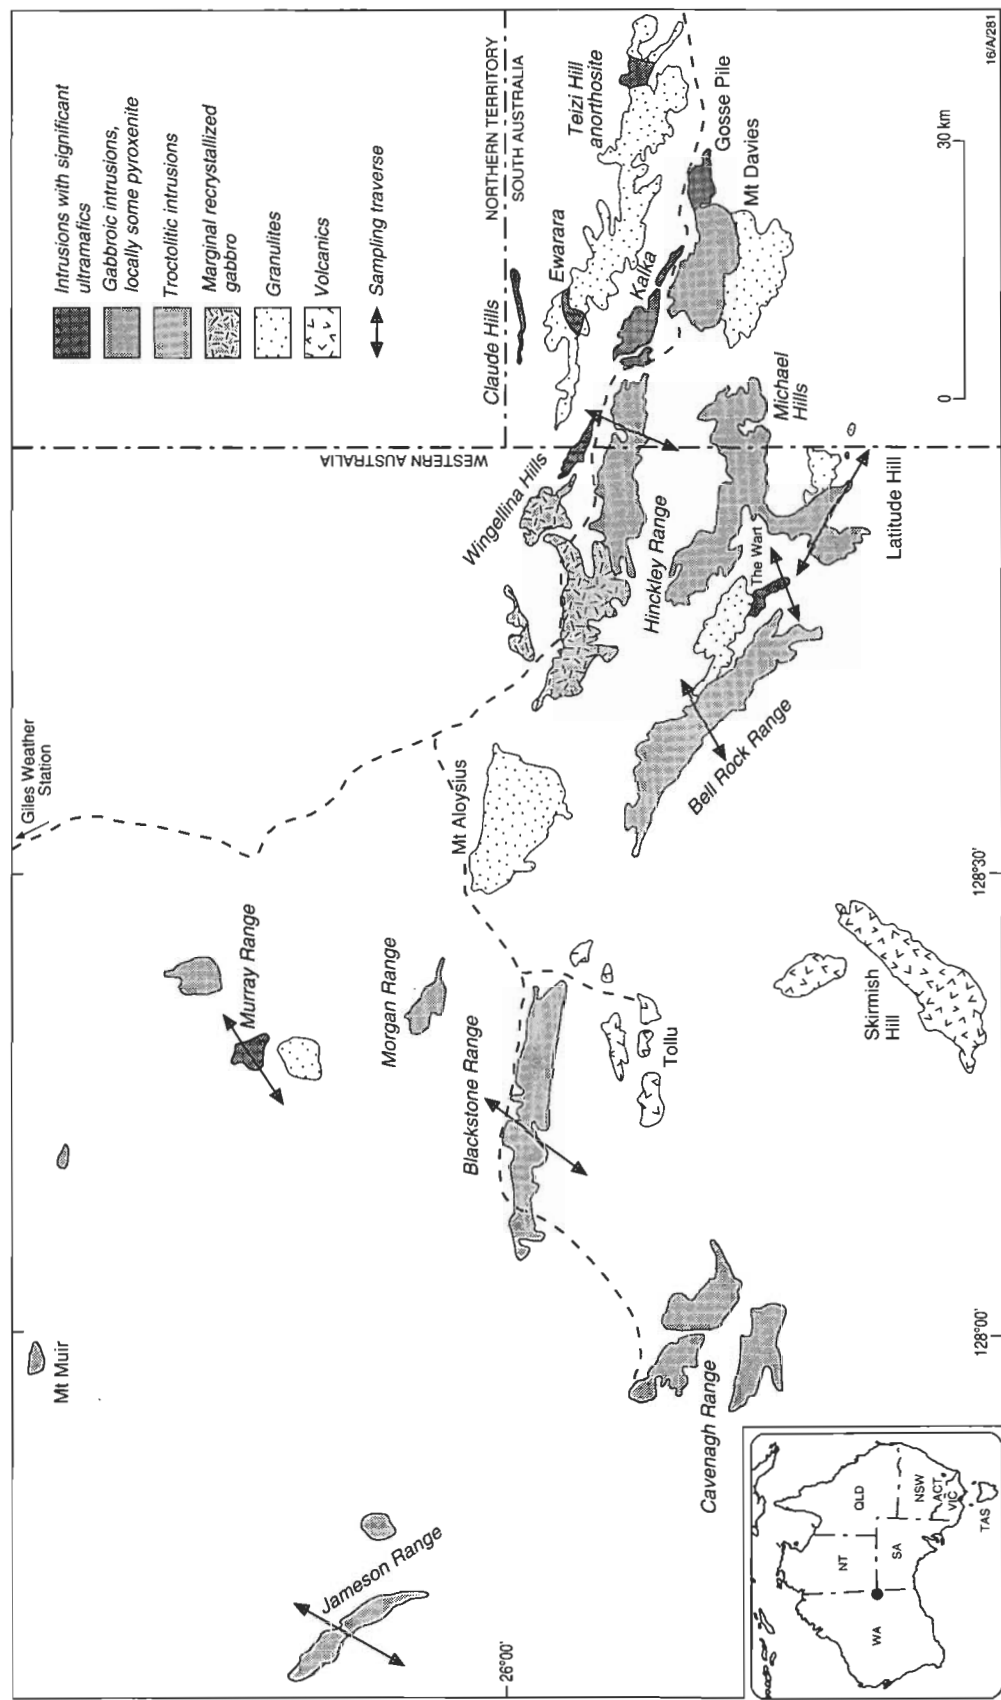 Giles Weather
Station
Mt Muir
Jameson Range
Murray Range
Morgan Range
Blackstone Range
Cavenagh Range
Tollu
Mt Aloysius
Skirmish
Hill
Bell Rock Range
Hinckley Range
The Wart
Wingellina Hills
Latitude Hill
Michael
Hills
WESTERN AUSTRALIA
NORTHERN TERRITORY
SOUTH AUSTRALIA
Claude Hills
Ewarara
Kalka
Teizi Hill
anorthosite
Gosse Pile
Mt Davies
Intrusions with significant
ultramafics
Gabbroic intrusions,
locally some pyroxenite
Troctolitic intrusions
Marginal recrystallized
gabbro
Granulites
Volcanics
Sampling traverse
0
30 km
16/A/281
26°00'
128°00'
128°30'
WA
NT
SA
QLD
NSW
ACT
VIC
TAS